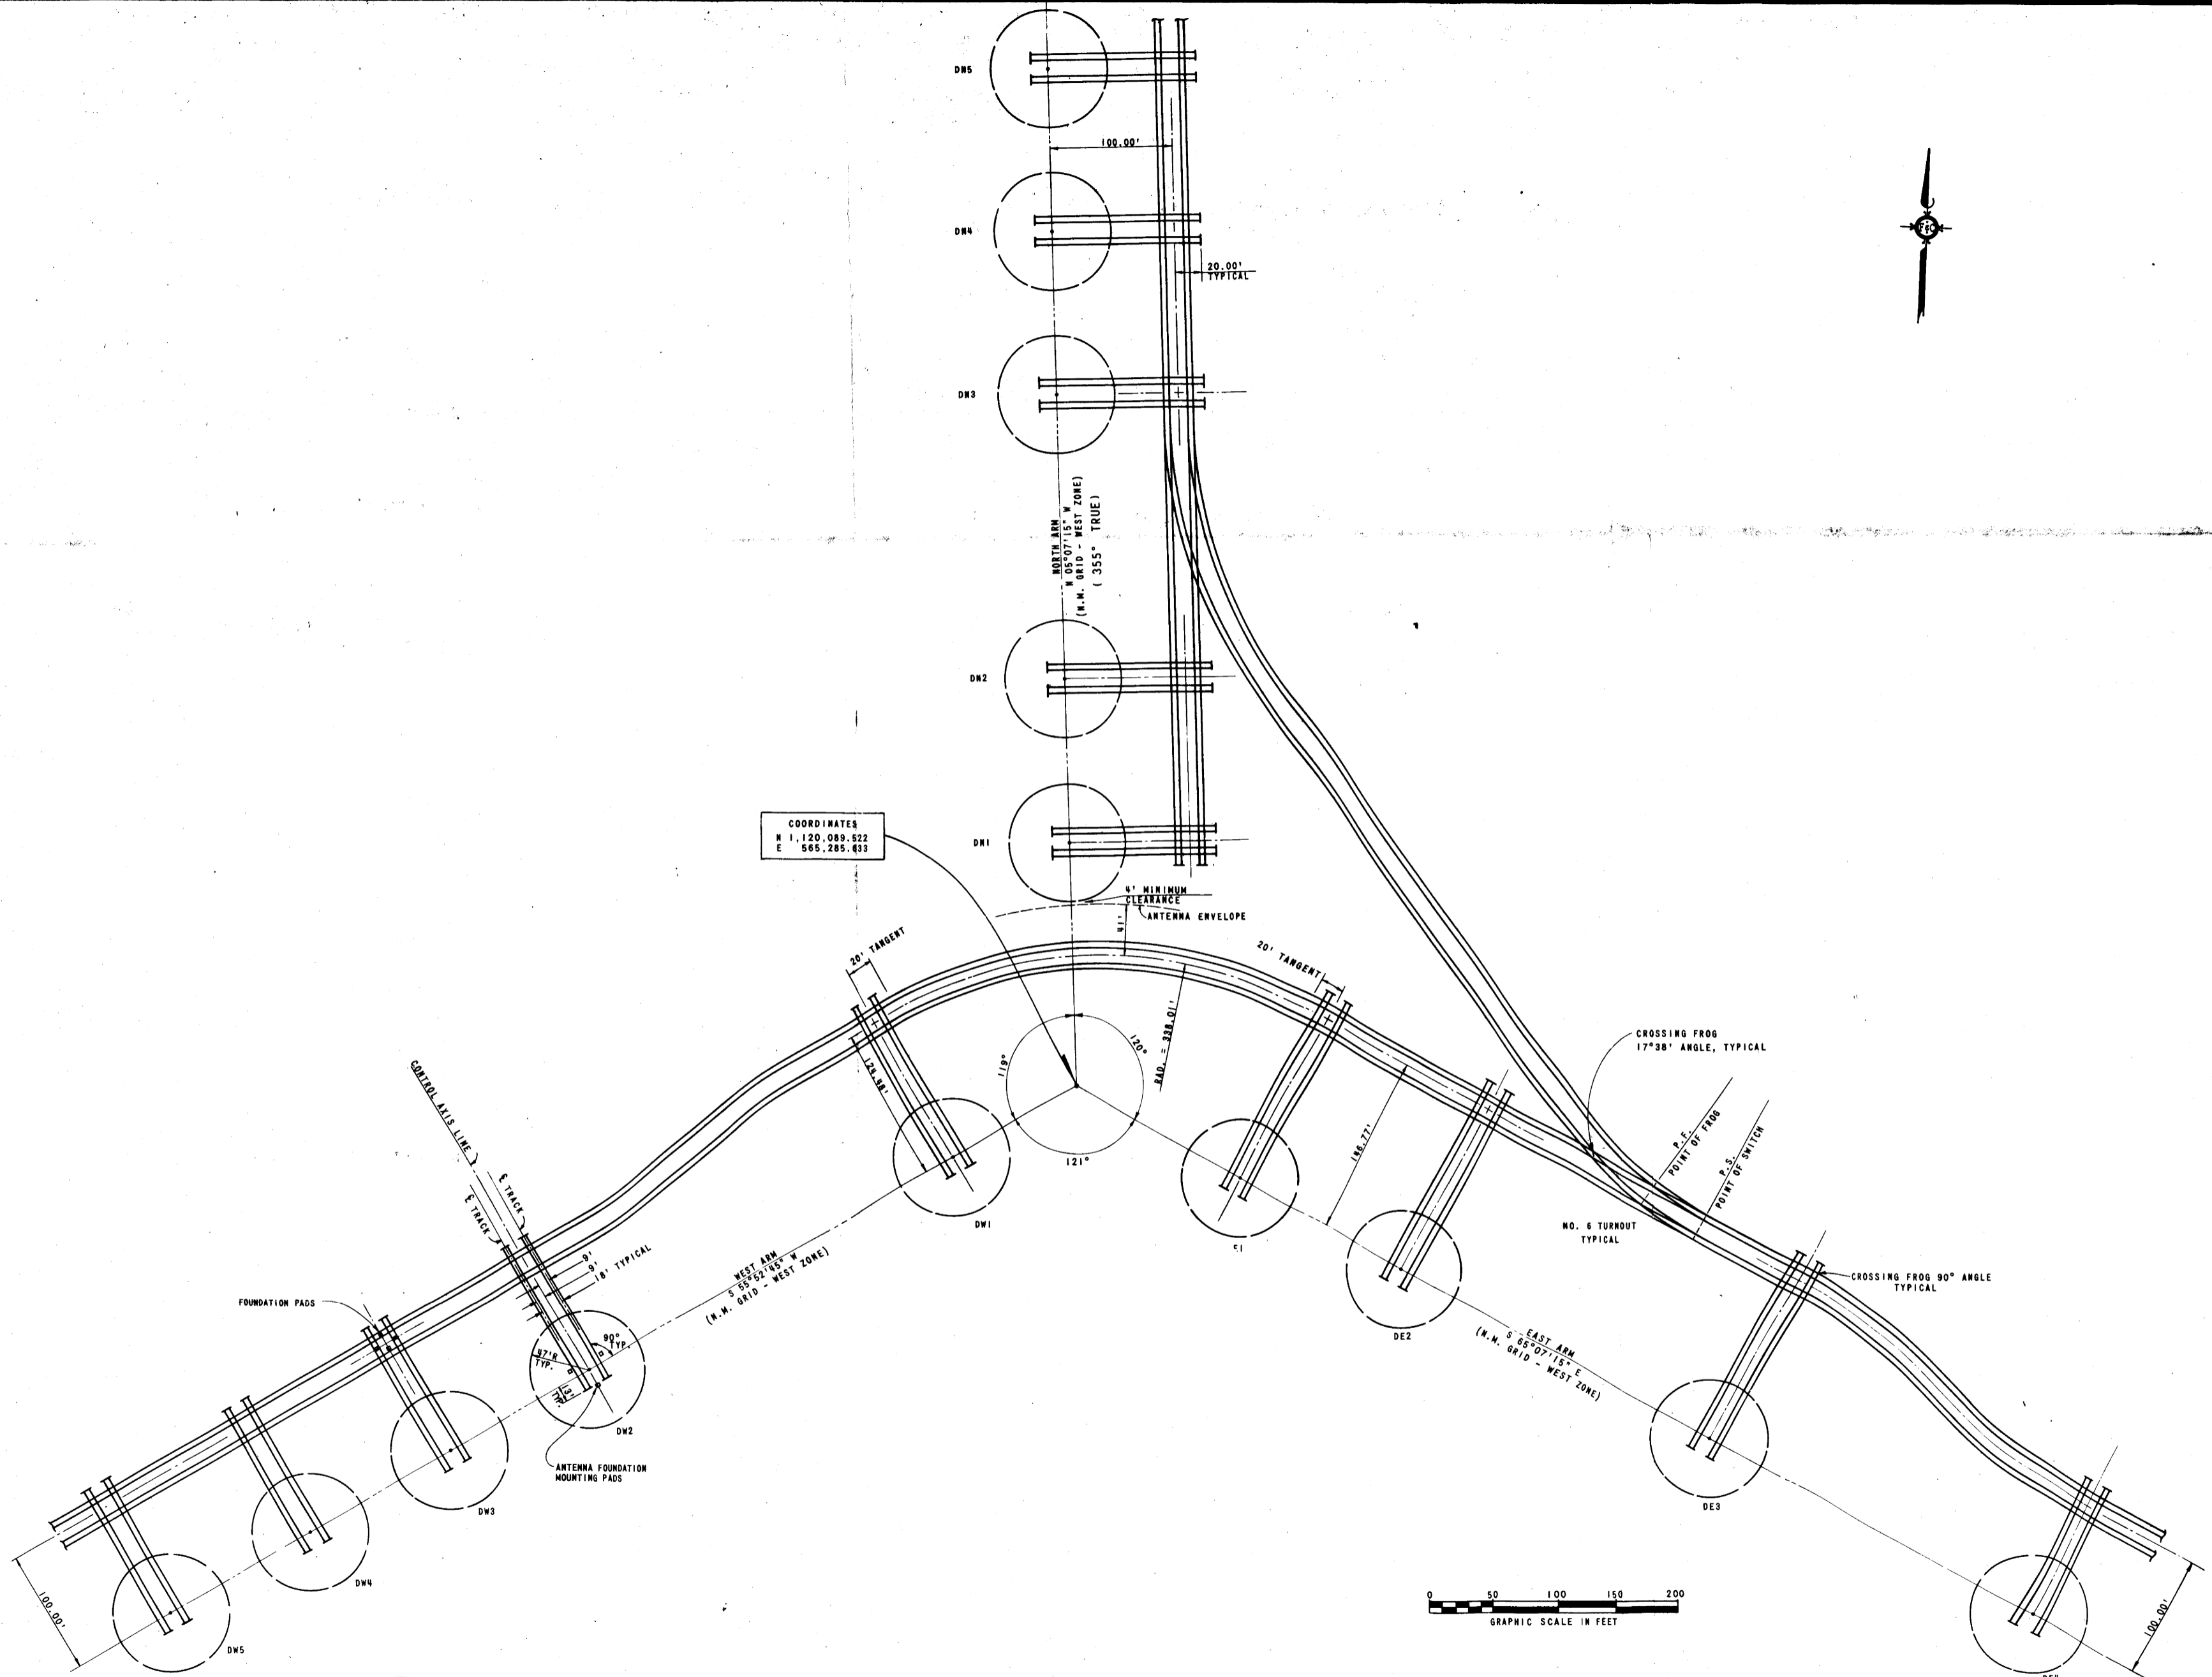 DN5
100.00'
DN4
20.00'
TYPICAL
DN3
NORTH ARM
N 05°07'15" W
(N.M. GRID - WEST ZONE)
( 355° TRUE)
DN2
COORDINATES
N 1,120,089.522
DN1
4' MINIMUM
CLEARANCE
ANTENNA ENVELOPE
41'
20' TANGENT
20' TANGENT
RAD. = 338.01'
119°
120°
121°
124.48'
146.77'
CROSSING FROG
17°38' ANGLE, TYPICAL
P.F.
POINT OF FROG
P.S.
POINT OF SWITCH
NO. 6 TURNOUT
TYPICAL
CONTROL AXIS LINE
℄ TRACK
℄ TRACK
9'
9'
18' TYPICAL
DW1
WEST ARM
S 55°52'45" W
(N.M. GRID - WEST ZONE)
FOUNDATION PADS
90°
TYP.
47'R
TYP.
TYP.
DW2
ANTENNA FOUNDATION
MOUNTING PADS
DW3
DW4
DW5
100.00'
DE2
EAST ARM
S 65°07'15" E
(N.M. GRID - WEST ZONE)
CROSSING FROG 90° ANGLE
TYPICAL
DE3
100.00'
0 50 100 150 200
GRAPHIC SCALE IN FEET